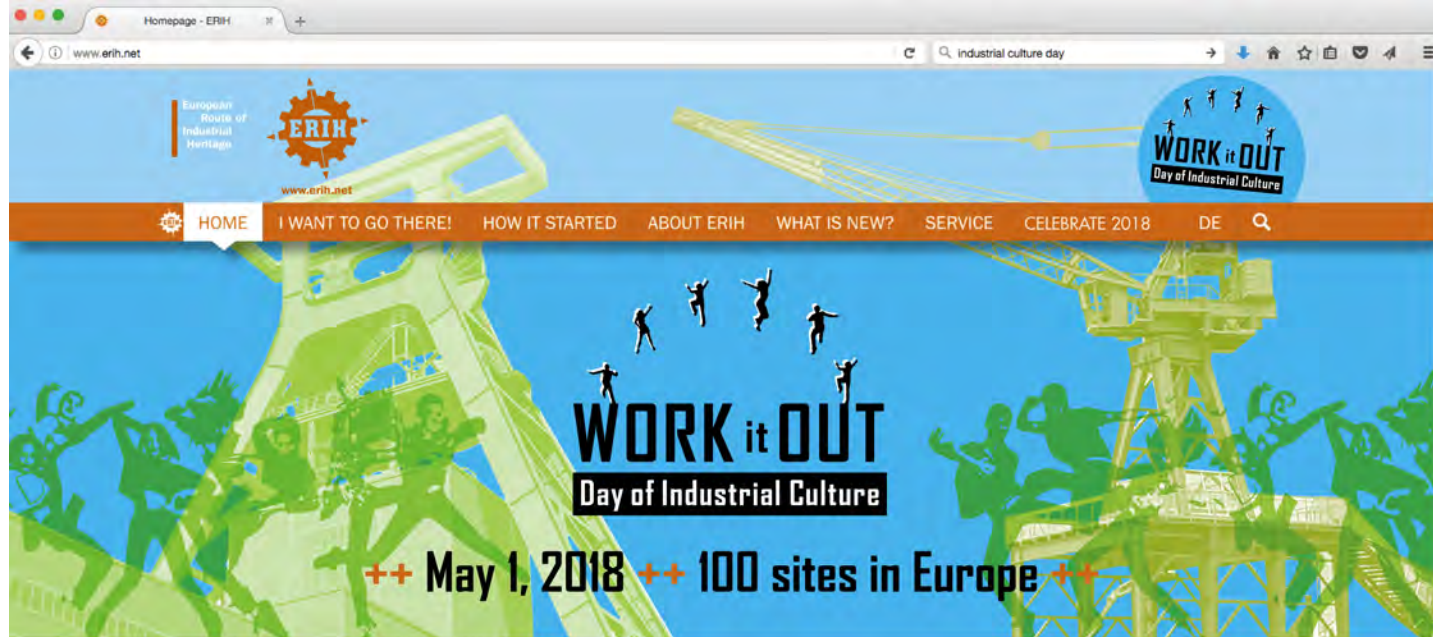 Homepage - ERIH
www.erih.net
industrial culture day
European
Route of
Industrial
Heritage
ERIH
www.erih.net
WORK it OUT
Day of Industrial Culture
ERIH
HOME
I WANT TO GO THERE!
HOW IT STARTED
ABOUT ERIH
WHAT IS NEW?
SERVICE
CELEBRATE 2018
DE
WORK it OUT
Day of Industrial Culture
++ May 1, 2018 ++ 100 sites in Europe ++